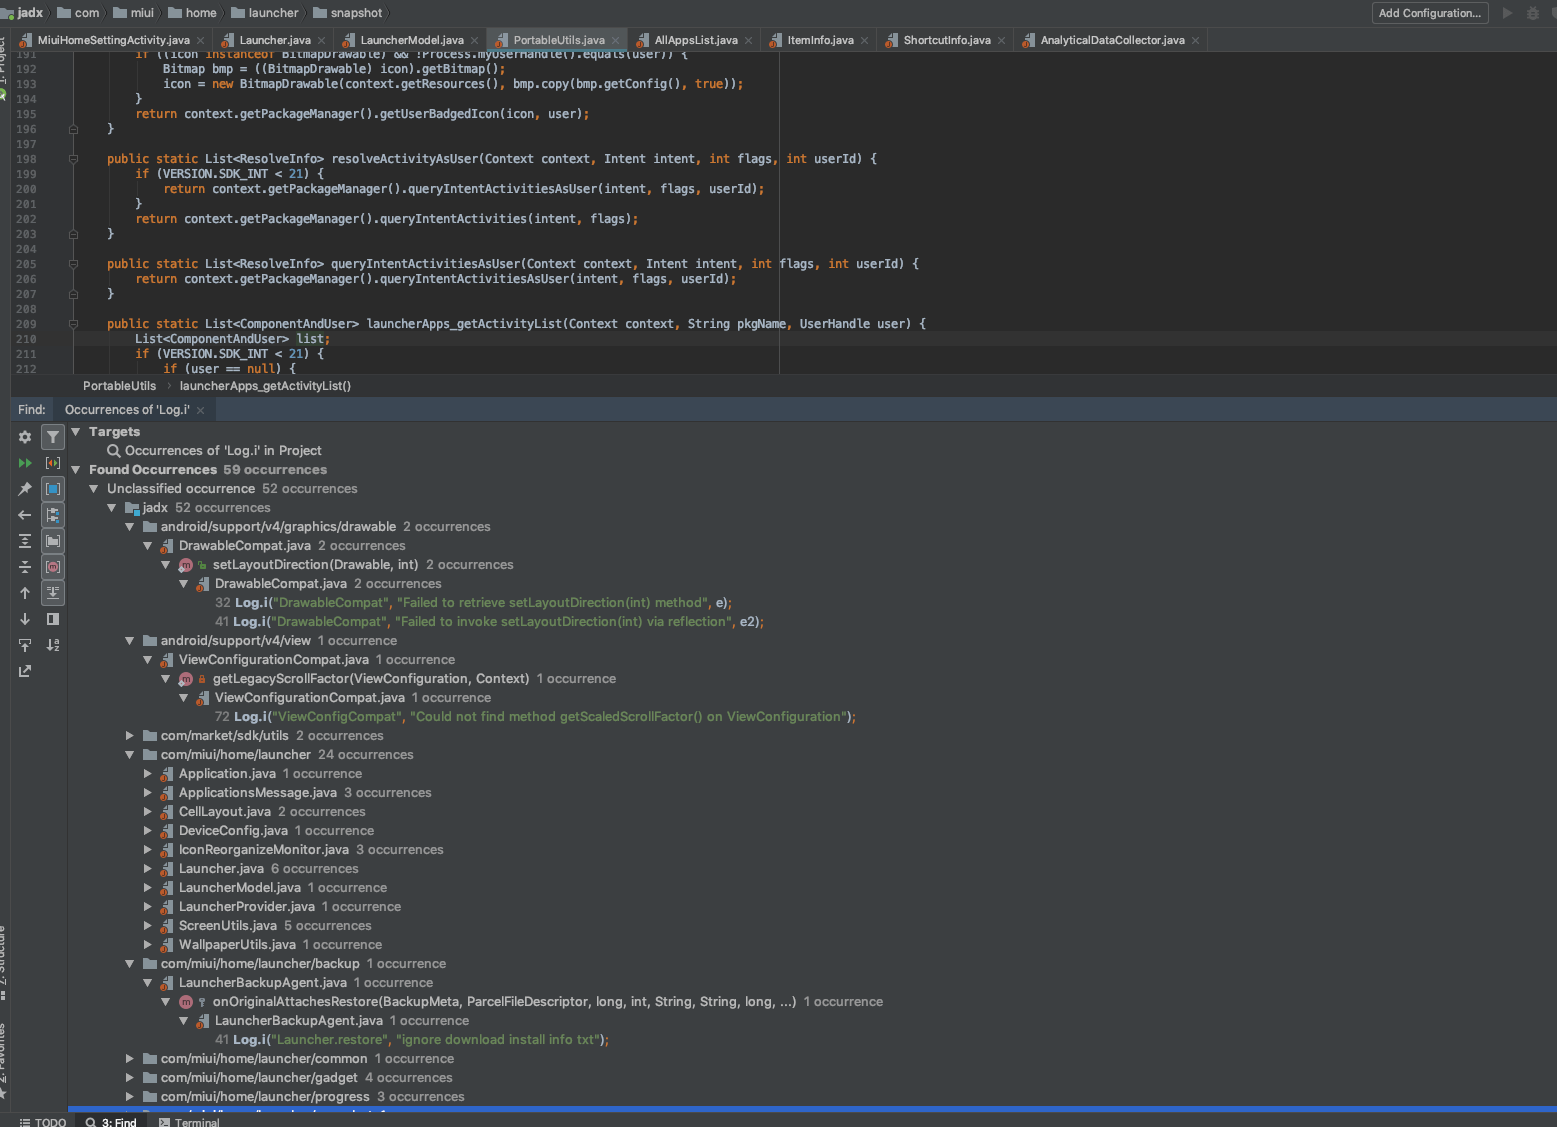 jadx com miui home launcher snapshot Add Configuration...
MiuiHomeSettingActivity.java Launcher.java LauncherModel.java PortableUtils.java AllAppsList.java ItemInfo.java ShortcutInfo.java AnalyticalDataCollector.java
191 if ((icon instanceof BitmapDrawable) && !Process.myUserHandle().equals(user)) {
192 Bitmap bmp = ((BitmapDrawable) icon).getBitmap();
193 icon = new BitmapDrawable(context.getResources(), bmp.copy(bmp.getConfig(), true));
194 }
195 return context.getPackageManager().getUserBadgedIcon(icon, user);
196 }
197
198 public static List<ResolveInfo> resolveActivityAsUser(Context context, Intent intent, int flags, int userId) {
199 if (VERSION.SDK_INT < 21) {
200 return context.getPackageManager().queryIntentActivitiesAsUser(intent, flags, userId);
201 }
202 return context.getPackageManager().queryIntentActivities(intent, flags);
203 }
204
205 public static List<ResolveInfo> queryIntentActivitiesAsUser(Context context, Intent intent, int flags, int userId) {
206 return context.getPackageManager().queryIntentActivitiesAsUser(intent, flags, userId);
207 }
208
209 public static List<ComponentAndUser> launcherApps_getActivityList(Context context, String pkgName, UserHandle user) {
210 List<ComponentAndUser> list;
211 if (VERSION.SDK_INT < 21) {
212 if (user == null) {
PortableUtils › launcherApps_getActivityList()
Find: Occurrences of 'Log.i'
Targets
Occurrences of 'Log.i' in Project
Found Occurrences 59 occurrences
Unclassified occurrence 52 occurrences
jadx 52 occurrences
android/support/v4/graphics/drawable 2 occurrences
DrawableCompat.java 2 occurrences
setLayoutDirection(Drawable, int) 2 occurrences
DrawableCompat.java 2 occurrences
32 Log.i("DrawableCompat", "Failed to retrieve setLayoutDirection(int) method", e);
41 Log.i("DrawableCompat", "Failed to invoke setLayoutDirection(int) via reflection", e2);
android/support/v4/view 1 occurrence
ViewConfigurationCompat.java 1 occurrence
getLegacyScrollFactor(ViewConfiguration, Context) 1 occurrence
ViewConfigurationCompat.java 1 occurrence
72 Log.i("ViewConfigCompat", "Could not find method getScaledScrollFactor() on ViewConfiguration");
com/market/sdk/utils 2 occurrences
com/miui/home/launcher 24 occurrences
Application.java 1 occurrence
ApplicationsMessage.java 3 occurrences
CellLayout.java 2 occurrences
DeviceConfig.java 1 occurrence
IconReorganizeMonitor.java 3 occurrences
Launcher.java 6 occurrences
LauncherModel.java 1 occurrence
LauncherProvider.java 1 occurrence
ScreenUtils.java 5 occurrences
WallpaperUtils.java 1 occurrence
com/miui/home/launcher/backup 1 occurrence
LauncherBackupAgent.java 1 occurrence
onOriginalAttachesRestore(BackupMeta, ParcelFileDescriptor, long, int, String, String, long, ...) 1 occurrence
LauncherBackupAgent.java 1 occurrence
41 Log.i("Launcher.restore", "ignore download install info txt");
com/miui/home/launcher/common 1 occurrence
com/miui/home/launcher/gadget 4 occurrences
com/miui/home/launcher/progress 3 occurrences
TODO 3: Find Terminal